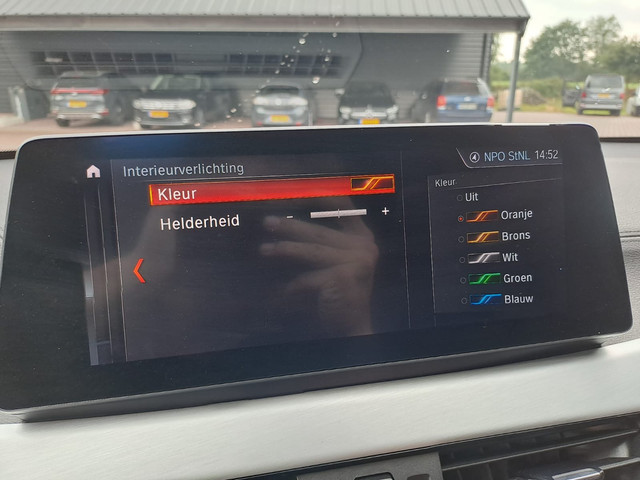 Interieurverlichting
Kleur
Helderheid - +
NPO StNL 14:52
Kleur
Uit
Oranje
Brons
Wit
Groen
Blauw